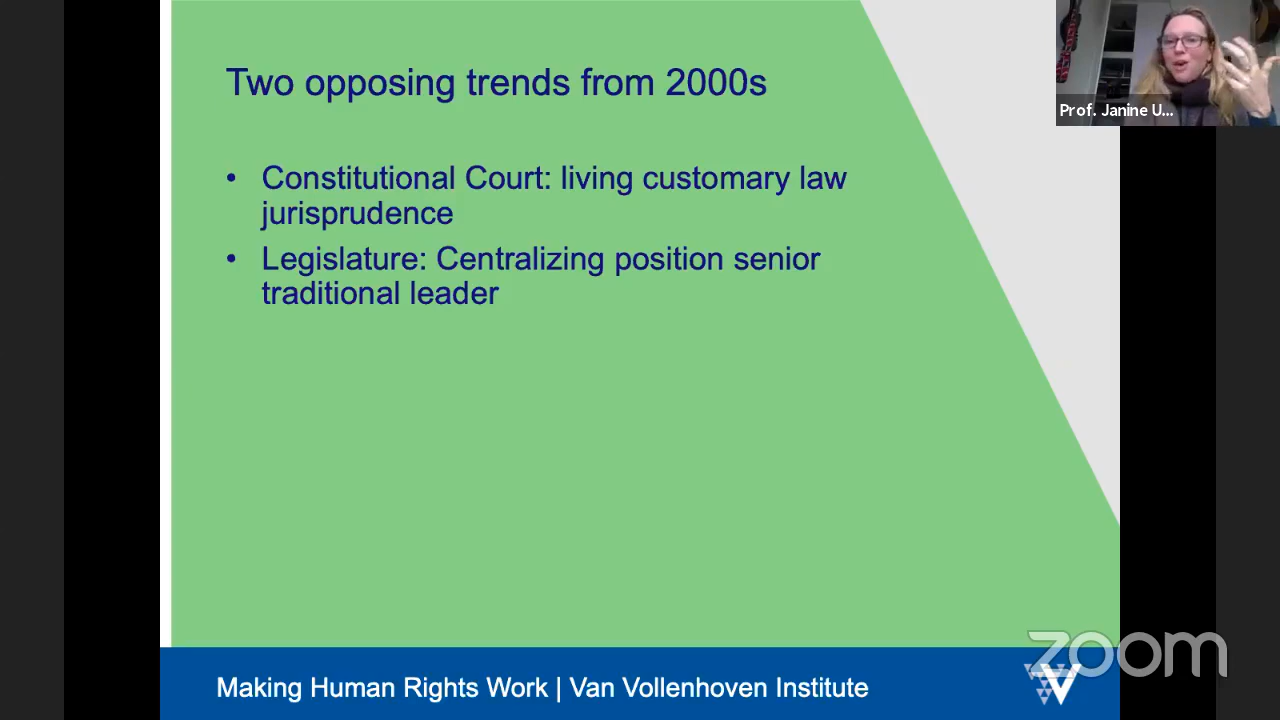 Two opposing trends from 2000s
• Constitutional Court: living customary law
jurisprudence
• Legislature: Centralizing position senior
traditional leader
Prof. Janine U...
Making Human Rights Work | Van Vollenhoven Institute
zoom